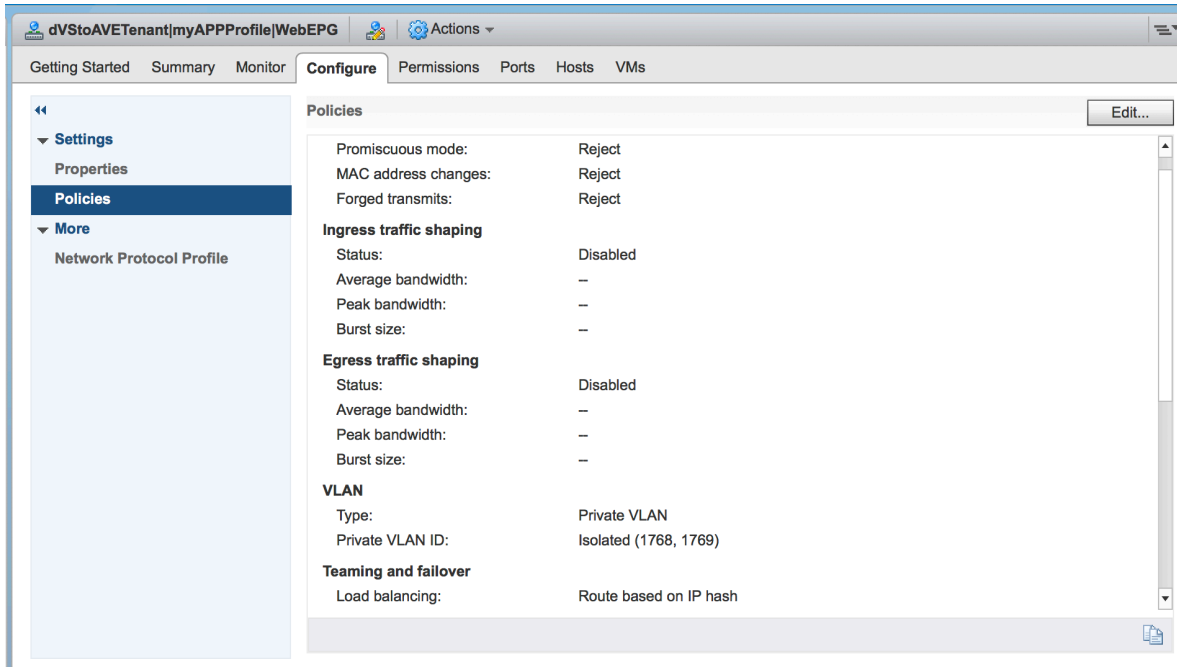 dVStoAVETenant|myAPPProfile|WebEPG Actions
Getting Started Summary Monitor Configure Permissions Ports Hosts VMs
Settings
Properties
Policies
More
Network Protocol Profile
Policies Edit...
Promiscuous mode: Reject
MAC address changes: Reject
Forged transmits: Reject
Ingress traffic shaping
Status: Disabled
Average bandwidth: --
Peak bandwidth: --
Burst size: --
Egress traffic shaping
Status: Disabled
Average bandwidth: --
Peak bandwidth: --
Burst size: --
VLAN
Type: Private VLAN
Private VLAN ID: Isolated (1768, 1769)
Teaming and failover
Load balancing: Route based on IP hash